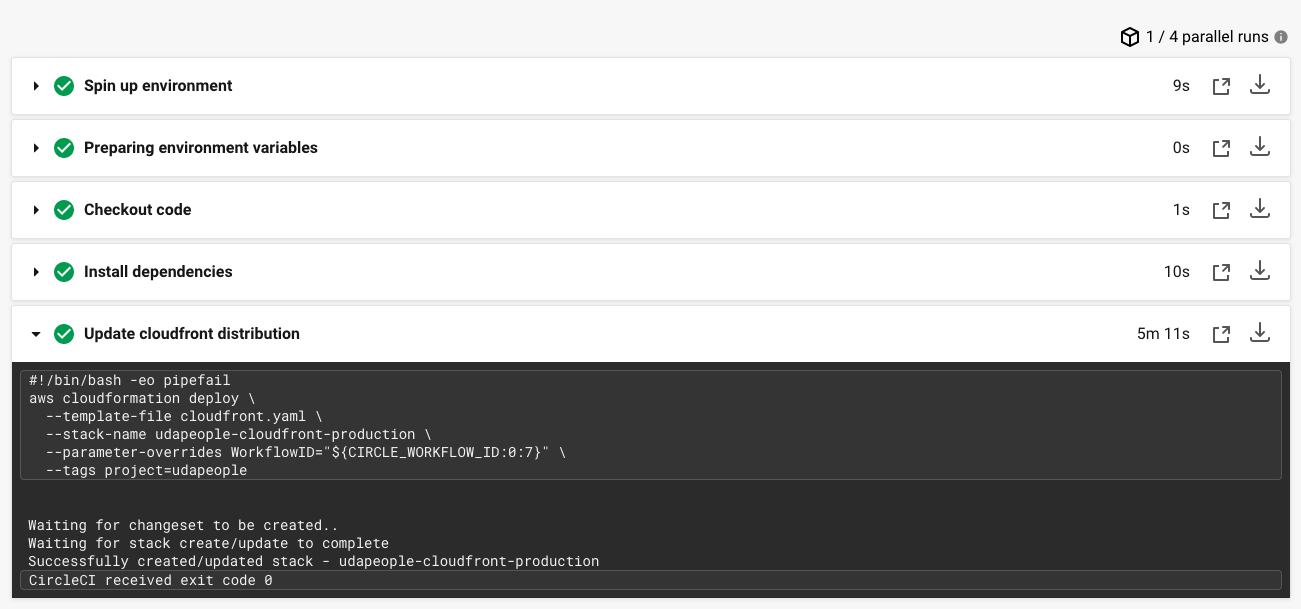 1 / 4 parallel runs
Spin up environment 9s
Preparing environment variables 0s
Checkout code 1s
Install dependencies 10s
Update cloudfront distribution 5m 11s
#!/bin/bash -eo pipefail
aws cloudformation deploy \
  --template-file cloudfront.yaml \
  --stack-name udapeople-cloudfront-production \
  --parameter-overrides WorkflowID="${CIRCLE_WORKFLOW_ID:0:7}" \
  --tags project=udapeople
Waiting for changeset to be created..
Waiting for stack create/update to complete
Successfully created/updated stack - udapeople-cloudfront-production
CircleCI received exit code 0